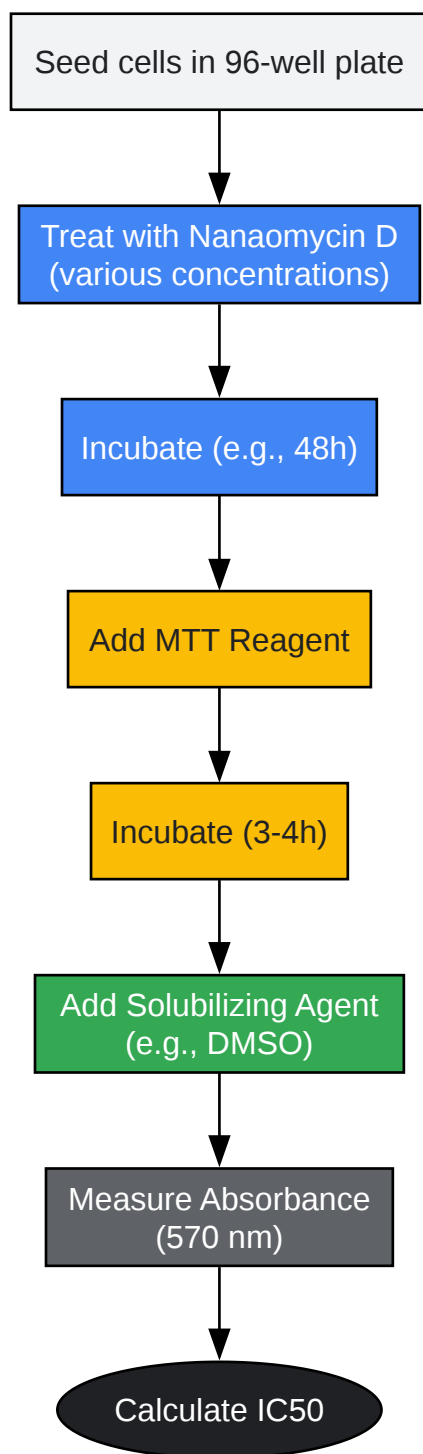 Seed cells in 96-well plate
Treat with Nanaomycin D
(various concentrations)
Incubate (e.g., 48h)
Add MTT Reagent
Incubate (3-4h)
Add Solubilizing Agent
(e.g., DMSO)
Measure Absorbance
(570 nm)
Calculate IC50